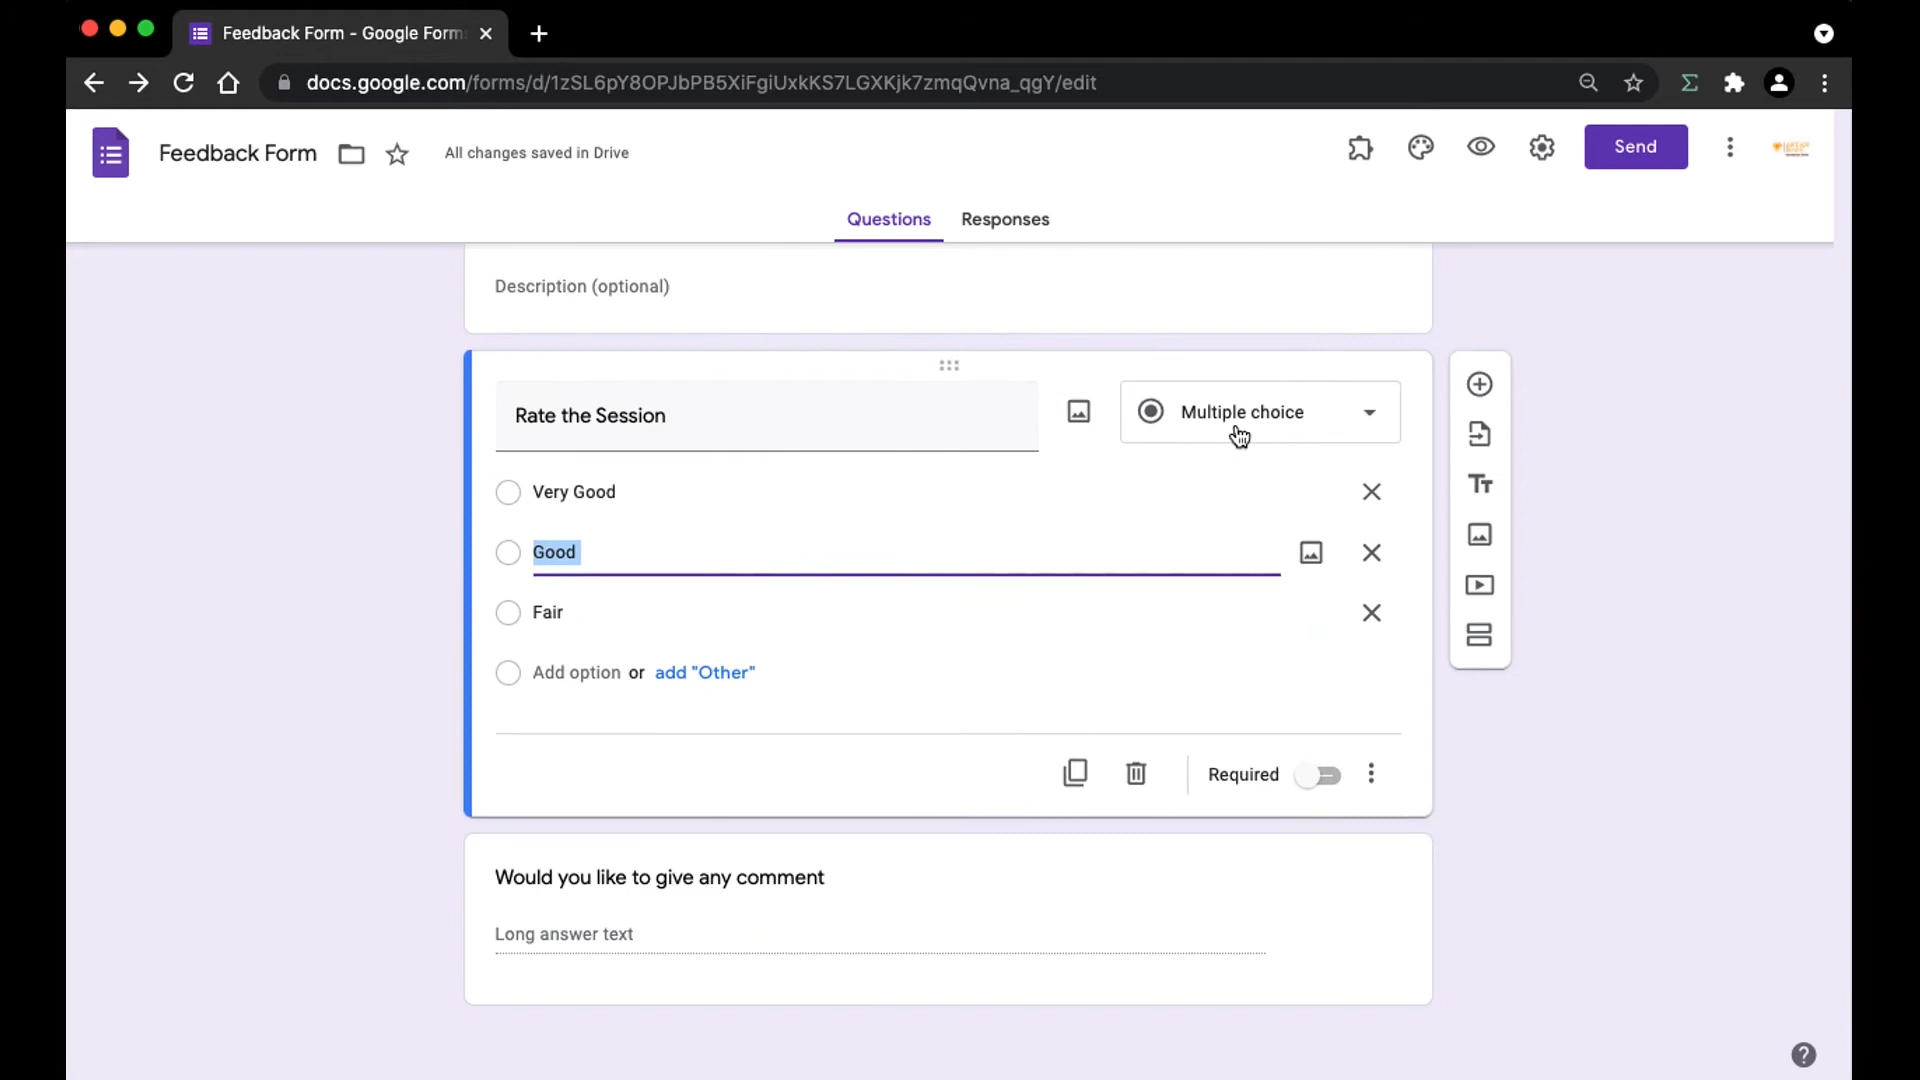 Feedback Form - Google Form
docs.google.com/forms/d/1zSL6pY8OPJbPB5XiFgiUxkKS7LGXKjk7zmqQvna_qgY/edit
Feedback Form
All changes saved in Drive
Send
Questions
Responses
Description (optional)
Rate the Session
Multiple choice
Very Good
Good
Fair
Add option or add "Other"
Required
Would you like to give any comment
Long answer text